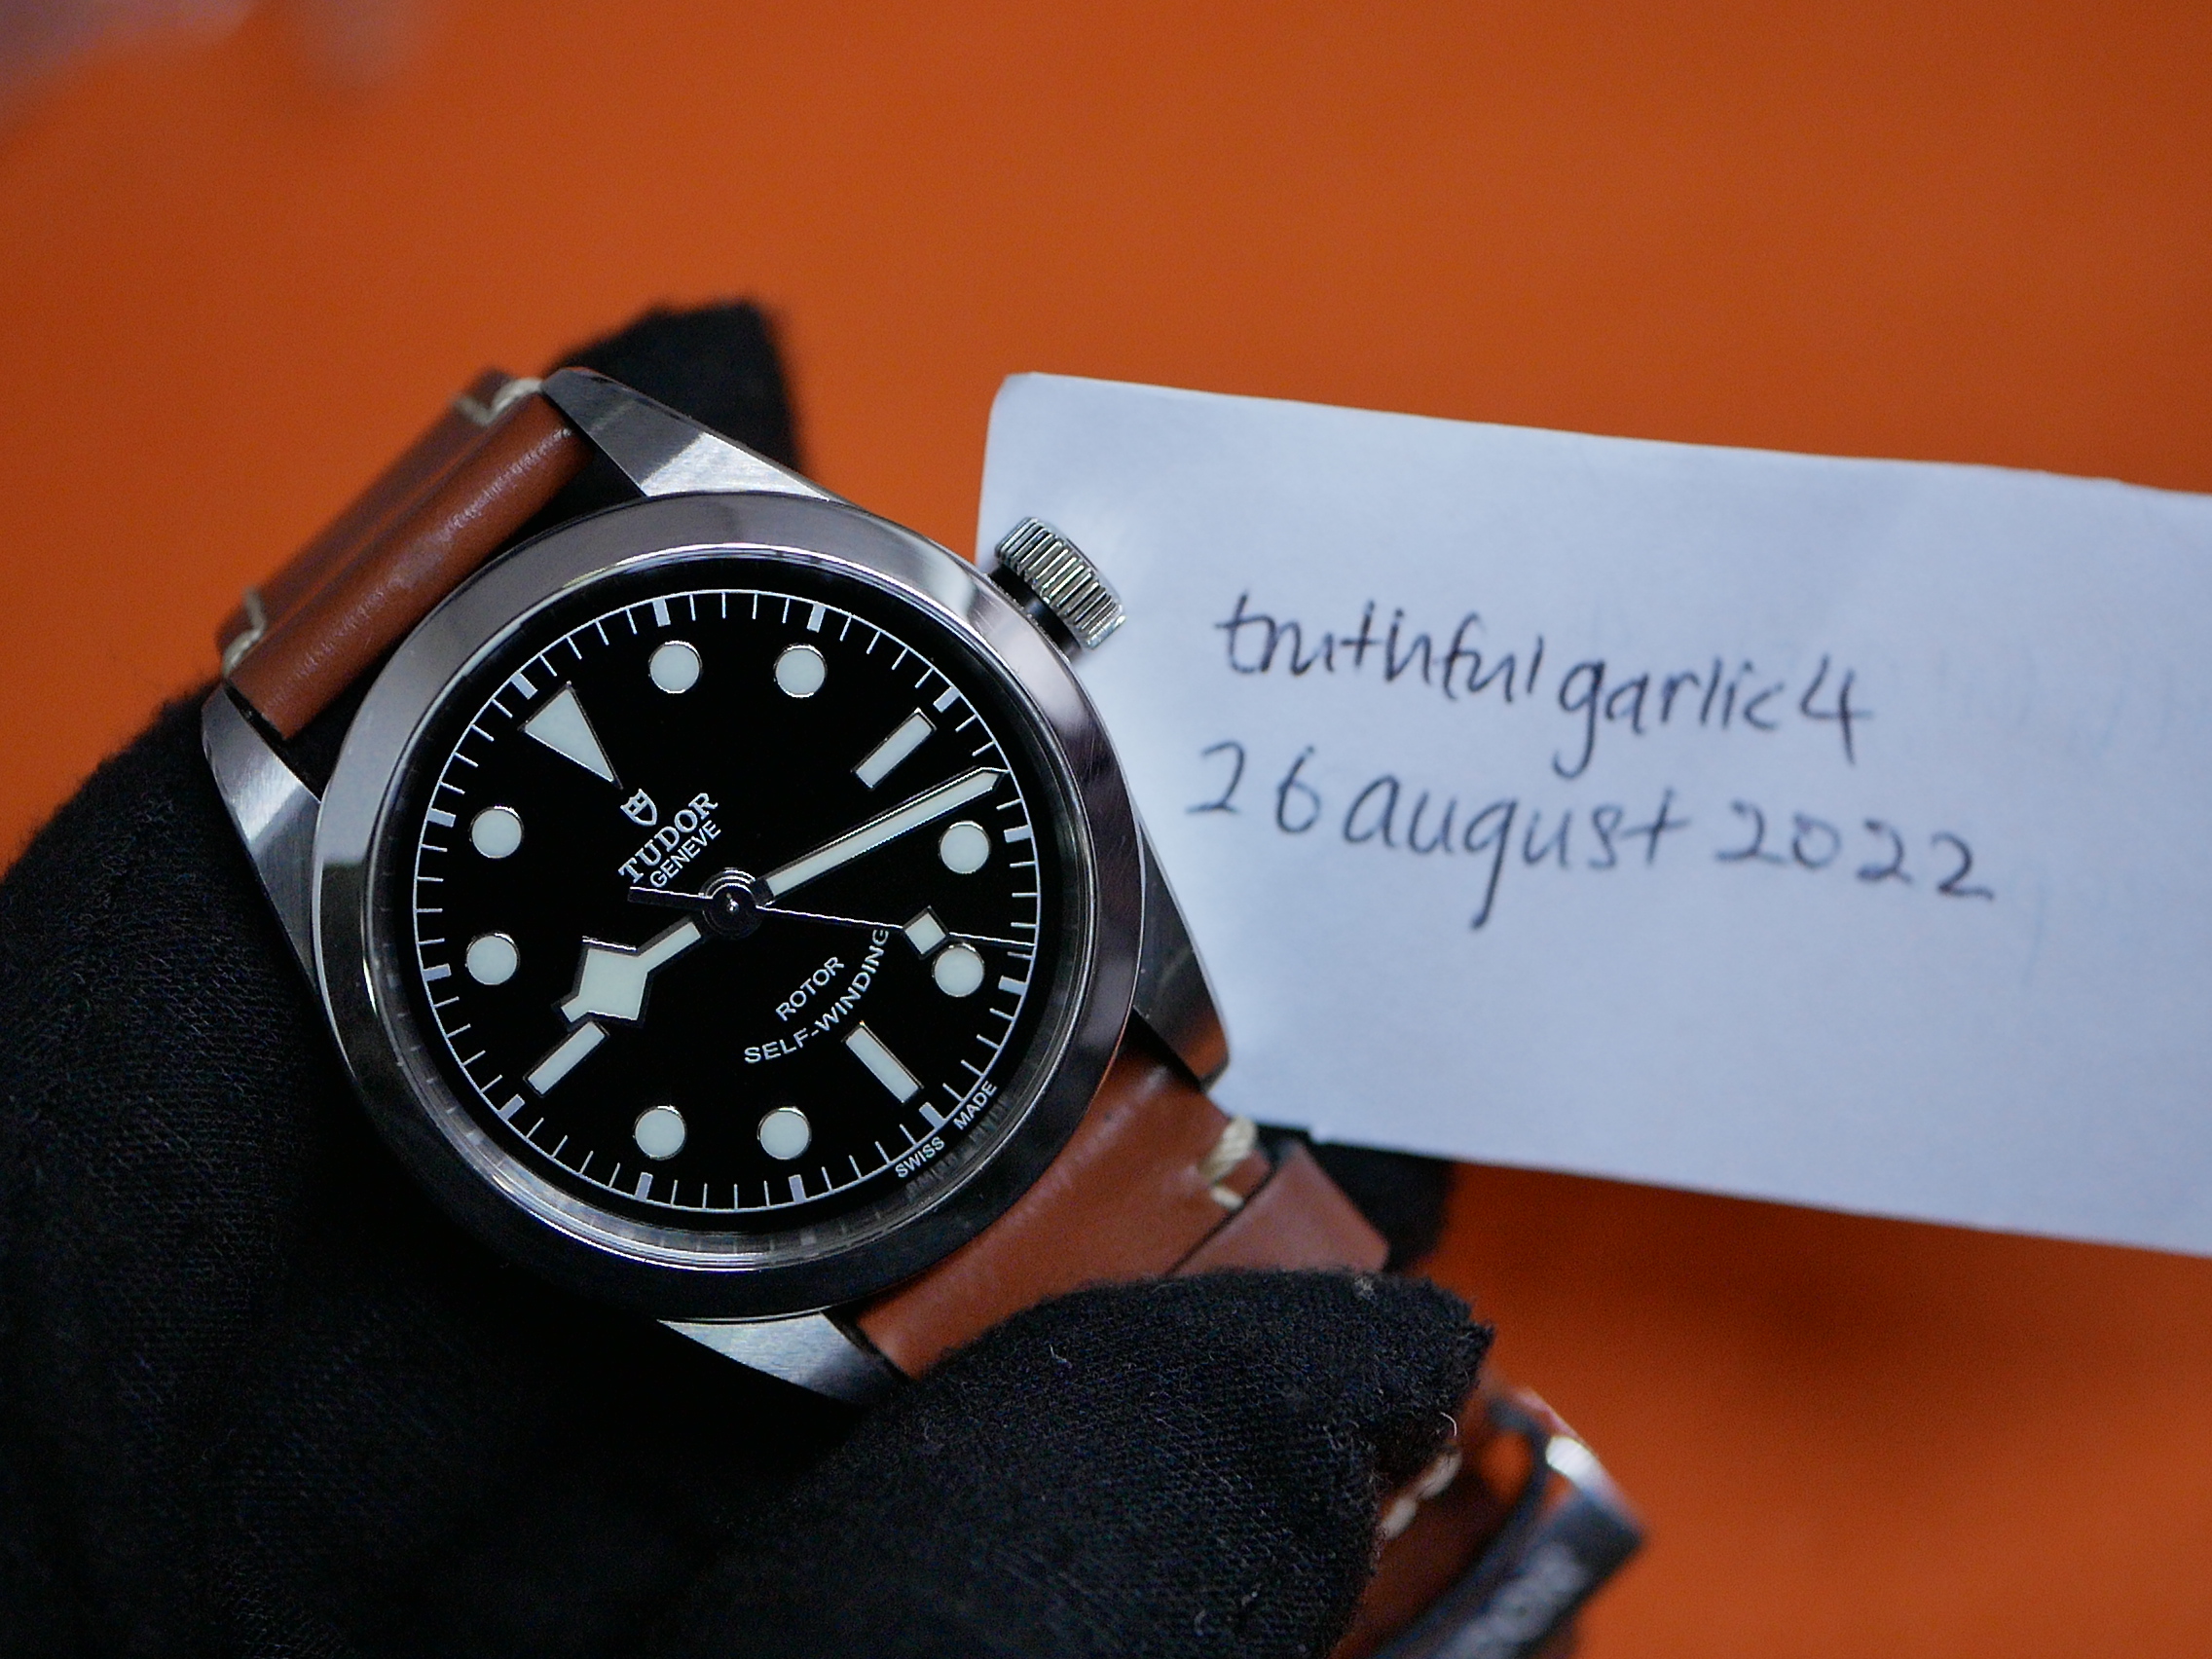 TUDOR
GENEVE
ROTOR
SELF-WINDING
SWISS MADE
truthfulgarlic4
26 august 2022